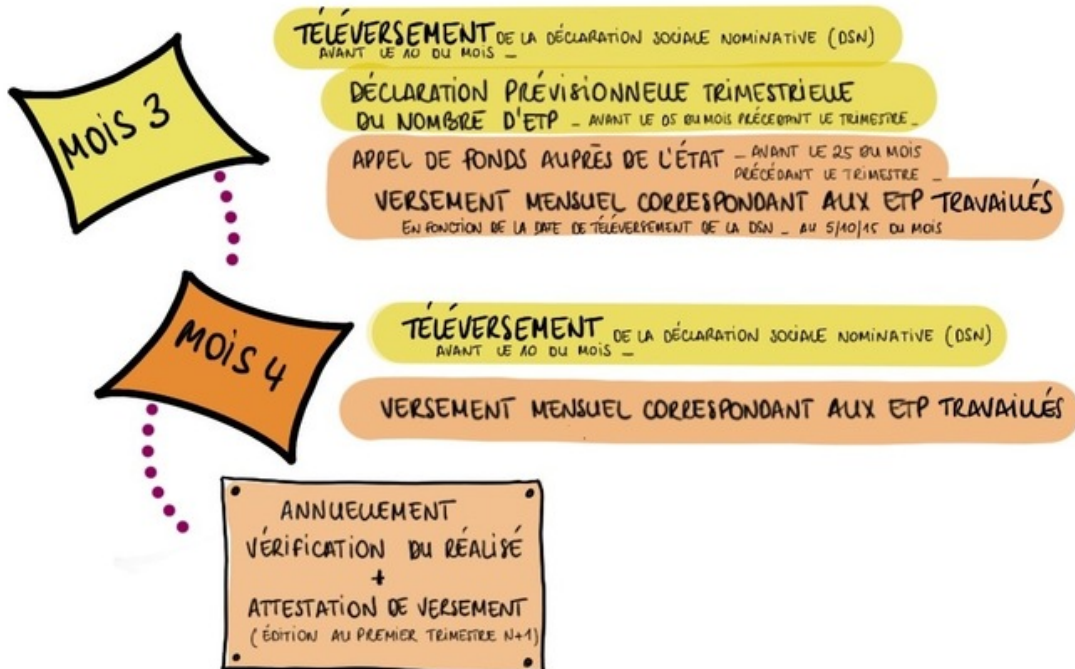 MOIS 3
TÉLÉVERSEMENT DE LA DÉCLARATION SOCIALE NOMINATIVE (DSN)
AVANT LE 10 DU MOIS _
DÉCLARATION PRÉVISIONNELLE TRIMESTRIELLE
DU NOMBRE D'ETP _ AVANT LE 05 DU MOIS PRÉCÉDANT LE TRIMESTRE _
APPEL DE FONDS AUPRÈS DE L'ÉTAT _ AVANT LE 25 DU MOIS
PRÉCÉDANT LE TRIMESTRE _
VERSEMENT MENSUEL CORRESPONDANT AUX ETP TRAVAILLÉS
EN FONCTION DE LA DATE DE TÉLÉVERSEMENT DE LA DSN _ AU 5/10/15 DU MOIS
MOIS 4
TÉLÉVERSEMENT DE LA DÉCLARATION SOCIALE NOMINATIVE (DSN)
AVANT LE 10 DU MOIS _
VERSEMENT MENSUEL CORRESPONDANT AUX ETP TRAVAILLÉS
ANNUELLEMENT
VÉRIFICATION DU RÉALISÉ
+
ATTESTATION DE VERSEMENT
(ÉDITION AU PREMIER TRIMESTRE N+1)